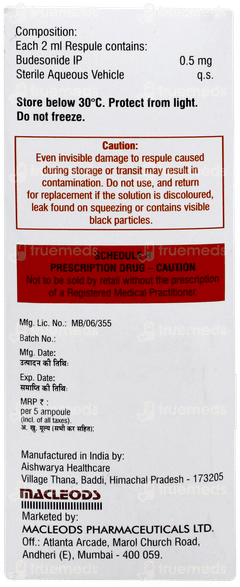 Composition:
Each 2 ml Respule contains:
Budesonide IP 0.5 mg
Sterile Aqueous Vehicle q.s.
Store below 30°C. Protect from light.
Do not freeze.
Caution:
Even invisible damage to respule caused
during storage or transit may result in
contamination. Do not use, and return
for replacement if the solution is discoloured,
leak found on squeezing or contains visible
black particles.
SCHEDULE H
PRESCRIPTION DRUG – CAUTION
Not to be sold by retail without the prescription
of a Registered Medical Practitioner.
Mfg. Lic. No.: MB/06/355
Batch No.:
Mfg. Date:
उत्पादन की तिथि:
Exp. Date:
समाप्ति की तिथि:
MRP ₹ :
per 5 ampoule
(incl. of all taxes).
अ. खु. मूल्य (सभी कर सहित):
Manufactured in India by:
Aishwarya Healthcare
Village Thana, Baddi, Himachal Pradesh - 173205
MACLEODS
Marketed by:
MACLEODS PHARMACEUTICALS LTD.
Off.: Atlanta Arcade, Marol Church Road,
Andheri (E), Mumbai - 400 059.
truemeds